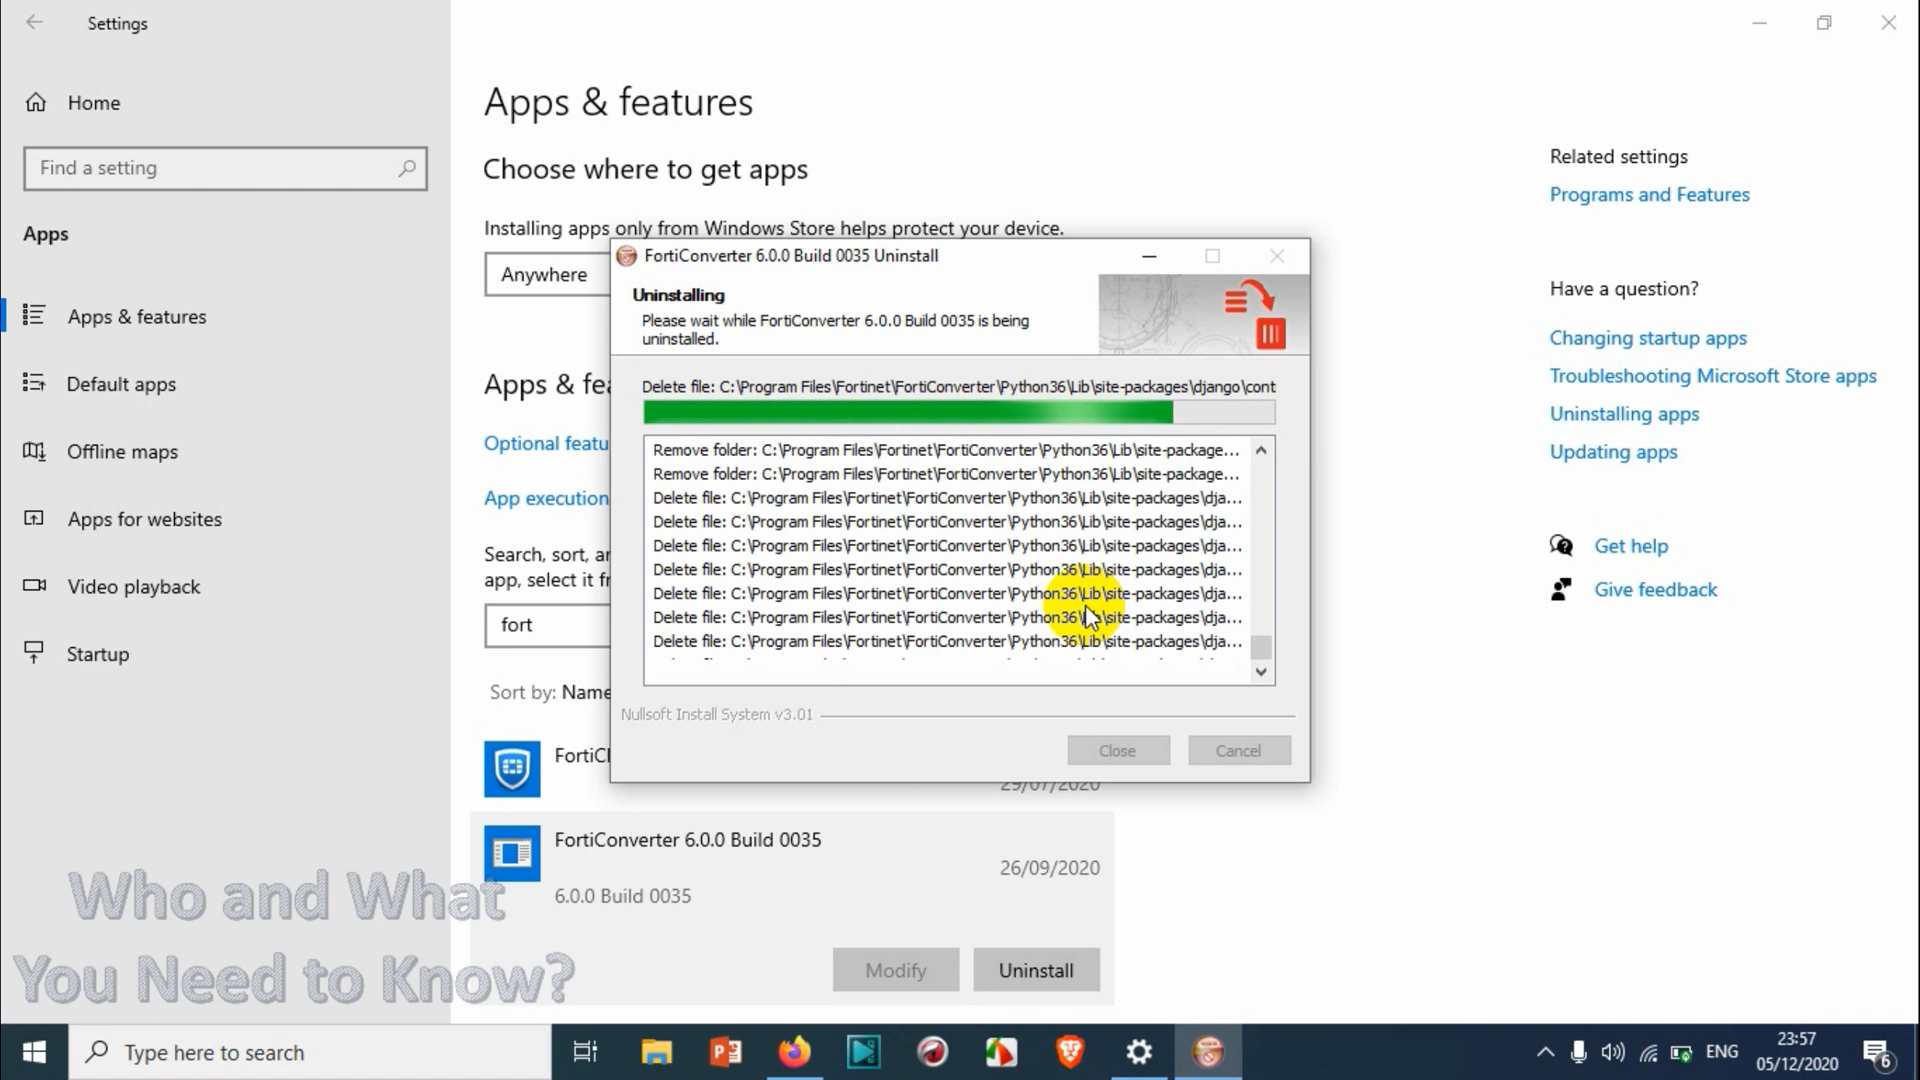 Settings
Home
Find a setting
Apps
Apps & features
Default apps
Offline maps
Apps for websites
Video playback
Startup
Apps & features
Choose where to get apps
Installing apps only from Windows Store helps protect your device.
Anywhere
Apps & fea
Optional featu
App execution
Search, sort, ar
app, select it fr
fort
Sort by: Name
FortiConverter 6.0.0 Build 0035 Uninstall
Uninstalling
Please wait while FortiConverter 6.0.0 Build 0035 is being
uninstalled.
Delete file: C:\Program Files\Fortinet\FortiConverter\Python36\Lib\site-packages\django\cont
Remove folder: C:\Program Files\Fortinet\FortiConverter\Python36\Lib\site-package...
Remove folder: C:\Program Files\Fortinet\FortiConverter\Python36\Lib\site-package...
Delete file: C:\Program Files\Fortinet\FortiConverter\Python36\Lib\site-packages\dja...
Delete file: C:\Program Files\Fortinet\FortiConverter\Python36\Lib\site-packages\dja...
Delete file: C:\Program Files\Fortinet\FortiConverter\Python36\Lib\site-packages\dja...
Delete file: C:\Program Files\Fortinet\FortiConverter\Python36\Lib\site-packages\dja...
Delete file: C:\Program Files\Fortinet\FortiConverter\Python36\Lib\site-packages\dja...
Delete file: C:\Program Files\Fortinet\FortiConverter\Python36\Lib\site-packages\dja...
Delete file: C:\Program Files\Fortinet\FortiConverter\Python36\Lib\site-packages\dja...
Nullsoft Install System v3.01
Close
Cancel
FortiCl
29/07/2020
FortiConverter 6.0.0 Build 0035
26/09/2020
6.0.0 Build 0035
Modify
Uninstall
Related settings
Programs and Features
Have a question?
Changing startup apps
Troubleshooting Microsoft Store apps
Uninstalling apps
Updating apps
Get help
Give feedback
Who and What
You Need to Know?
Type here to search
ENG
23:57
05/12/2020
6